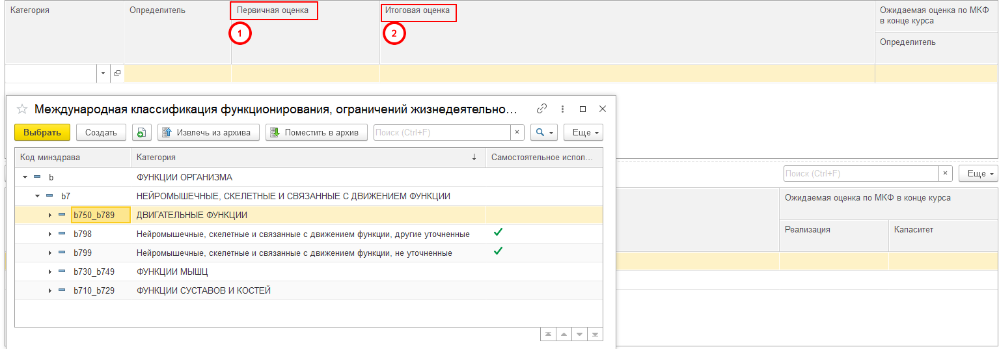 Категория Определитель Первичная оценка Итоговая оценка Ожидаемая оценка по МКФ
в конце курса
1 2
Определитель
Международная классификация функционирования, ограничений жизнедеятельно...
Выбрать Создать Извлечь из архива Поместить в архив Поиск (Ctrl+F) × Еще
Код минздрава Категория ↓ Самостоятельное испол...
b ФУНКЦИИ ОРГАНИЗМА
b7 НЕЙРОМЫШЕЧНЫЕ, СКЕЛЕТНЫЕ И СВЯЗАННЫЕ С ДВИЖЕНИЕМ ФУНКЦИИ
b750_b789 ДВИГАТЕЛЬНЫЕ ФУНКЦИИ
b798 Нейромышечные, скелетные и связанные с движением функции, другие уточненные
b799 Нейромышечные, скелетные и связанные с движением функции, не уточненные
b730_b749 ФУНКЦИИ МЫШЦ
b710_b729 ФУНКЦИИ СУСТАВОВ И КОСТЕЙ
Поиск (Ctrl+F) × Еще
Ожидаемая оценка по МКФ в конце курса
Реализация Капаситет